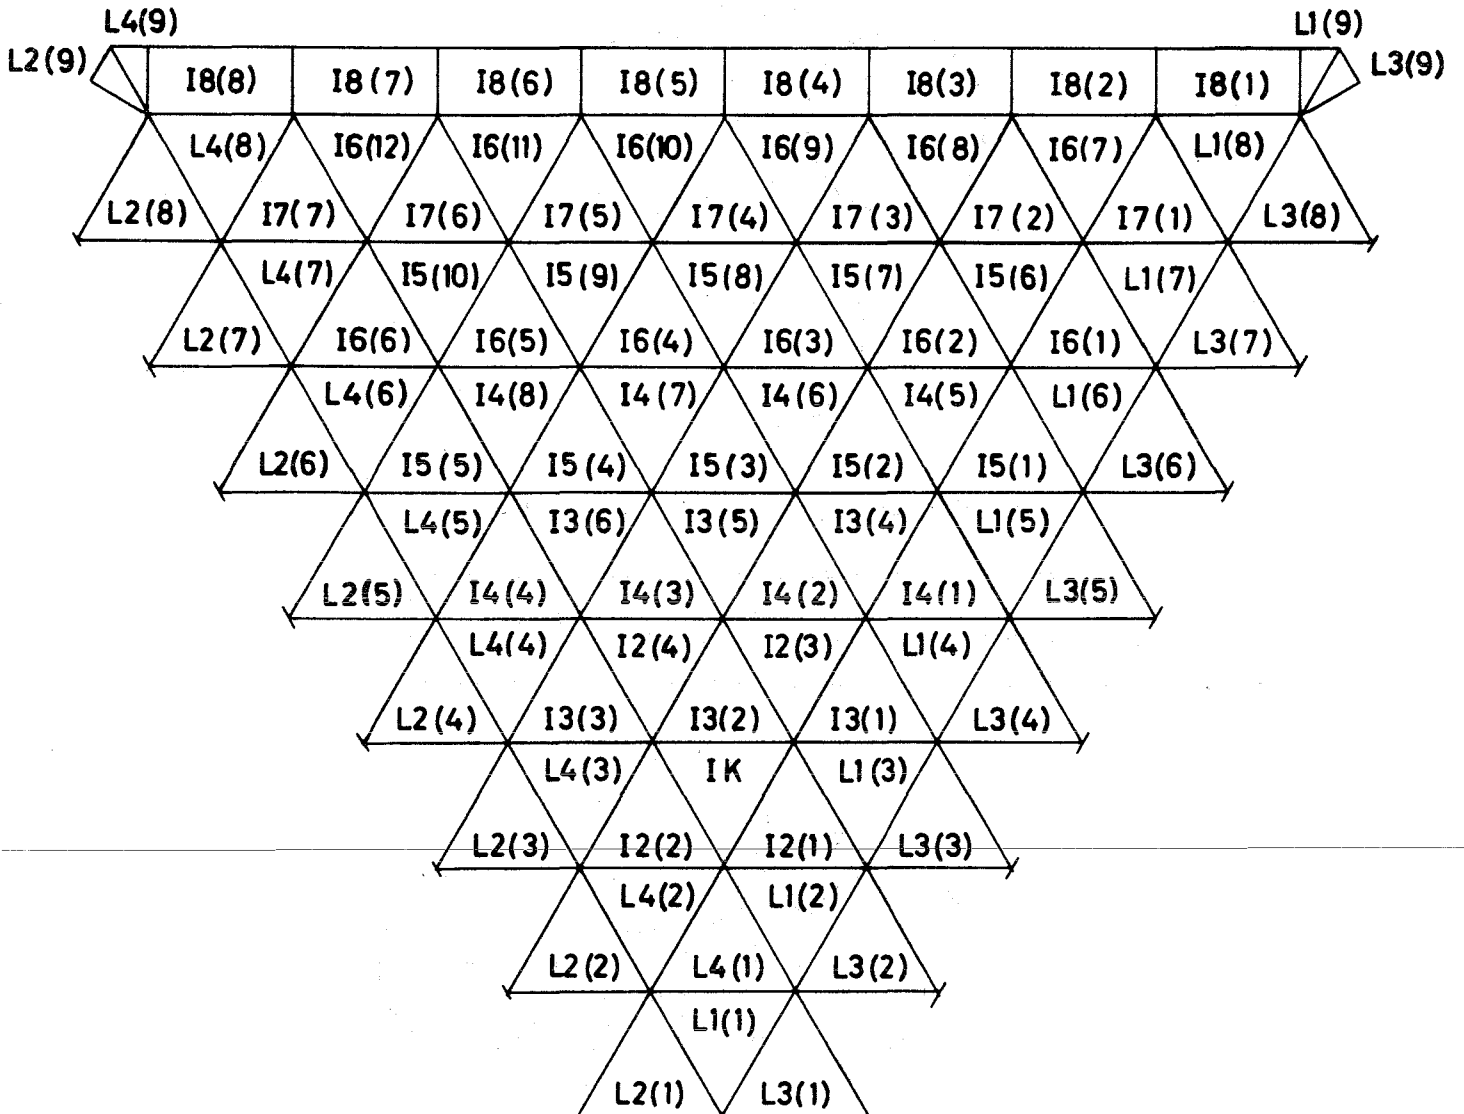 L4(9) L1(9)
L2(9) I8(8) I8(7) I8(6) I8(5) I8(4) I8(3) I8(2) I8(1) L3(9)
L4(8) I6(12) I6(11) I6(10) I6(9) I6(8) I6(7) L1(8)
L2(8) I7(7) I7(6) I7(5) I7(4) I7(3) I7(2) I7(1) L3(8)
L4(7) I5(10) I5(9) I5(8) I5(7) I5(6) L1(7)
L2(7) I6(6) I6(5) I6(4) I6(3) I6(2) I6(1) L3(7)
L4(6) I4(8) I4(7) I4(6) I4(5) L1(6)
L2(6) I5(5) I5(4) I5(3) I5(2) I5(1) L3(6)
L4(5) I3(6) I3(5) I3(4) L1(5)
L2(5) I4(4) I4(3) I4(2) I4(1) L3(5)
L4(4) I2(4) I2(3) L1(4)
L2(4) I3(3) I3(2) I3(1) L3(4)
L4(3) IK L1(3)
L2(3) I2(2) I2(1) L3(3)
L4(2) L1(2)
L2(2) L4(1) L3(2)
L1(1)
L2(1) L3(1)